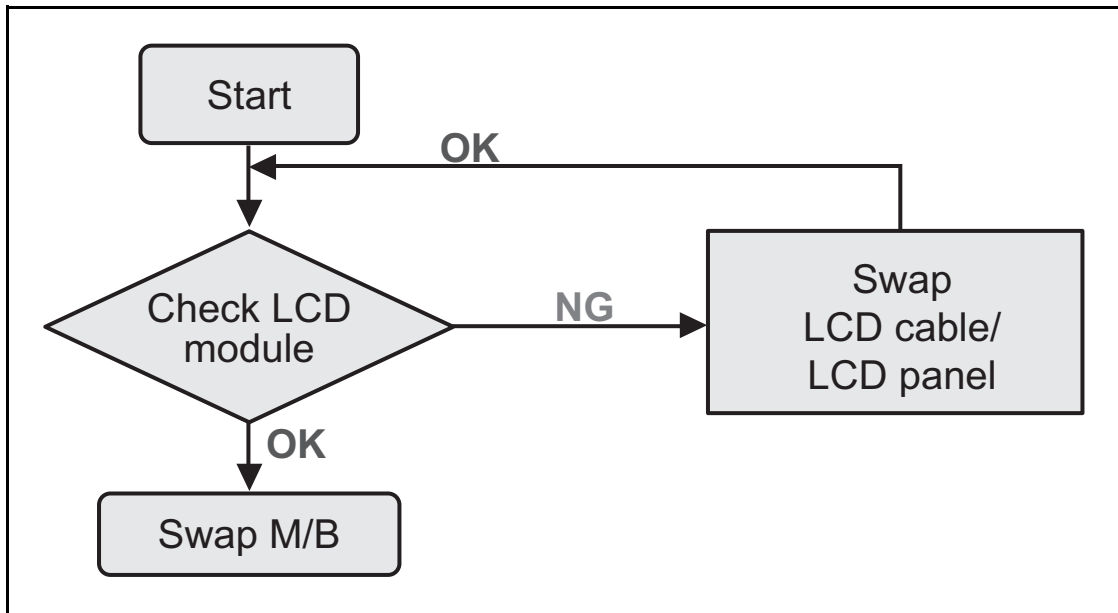 Start
OK
Check LCD
module
NG
Swap
LCD cable/
LCD panel
OK
Swap M/B